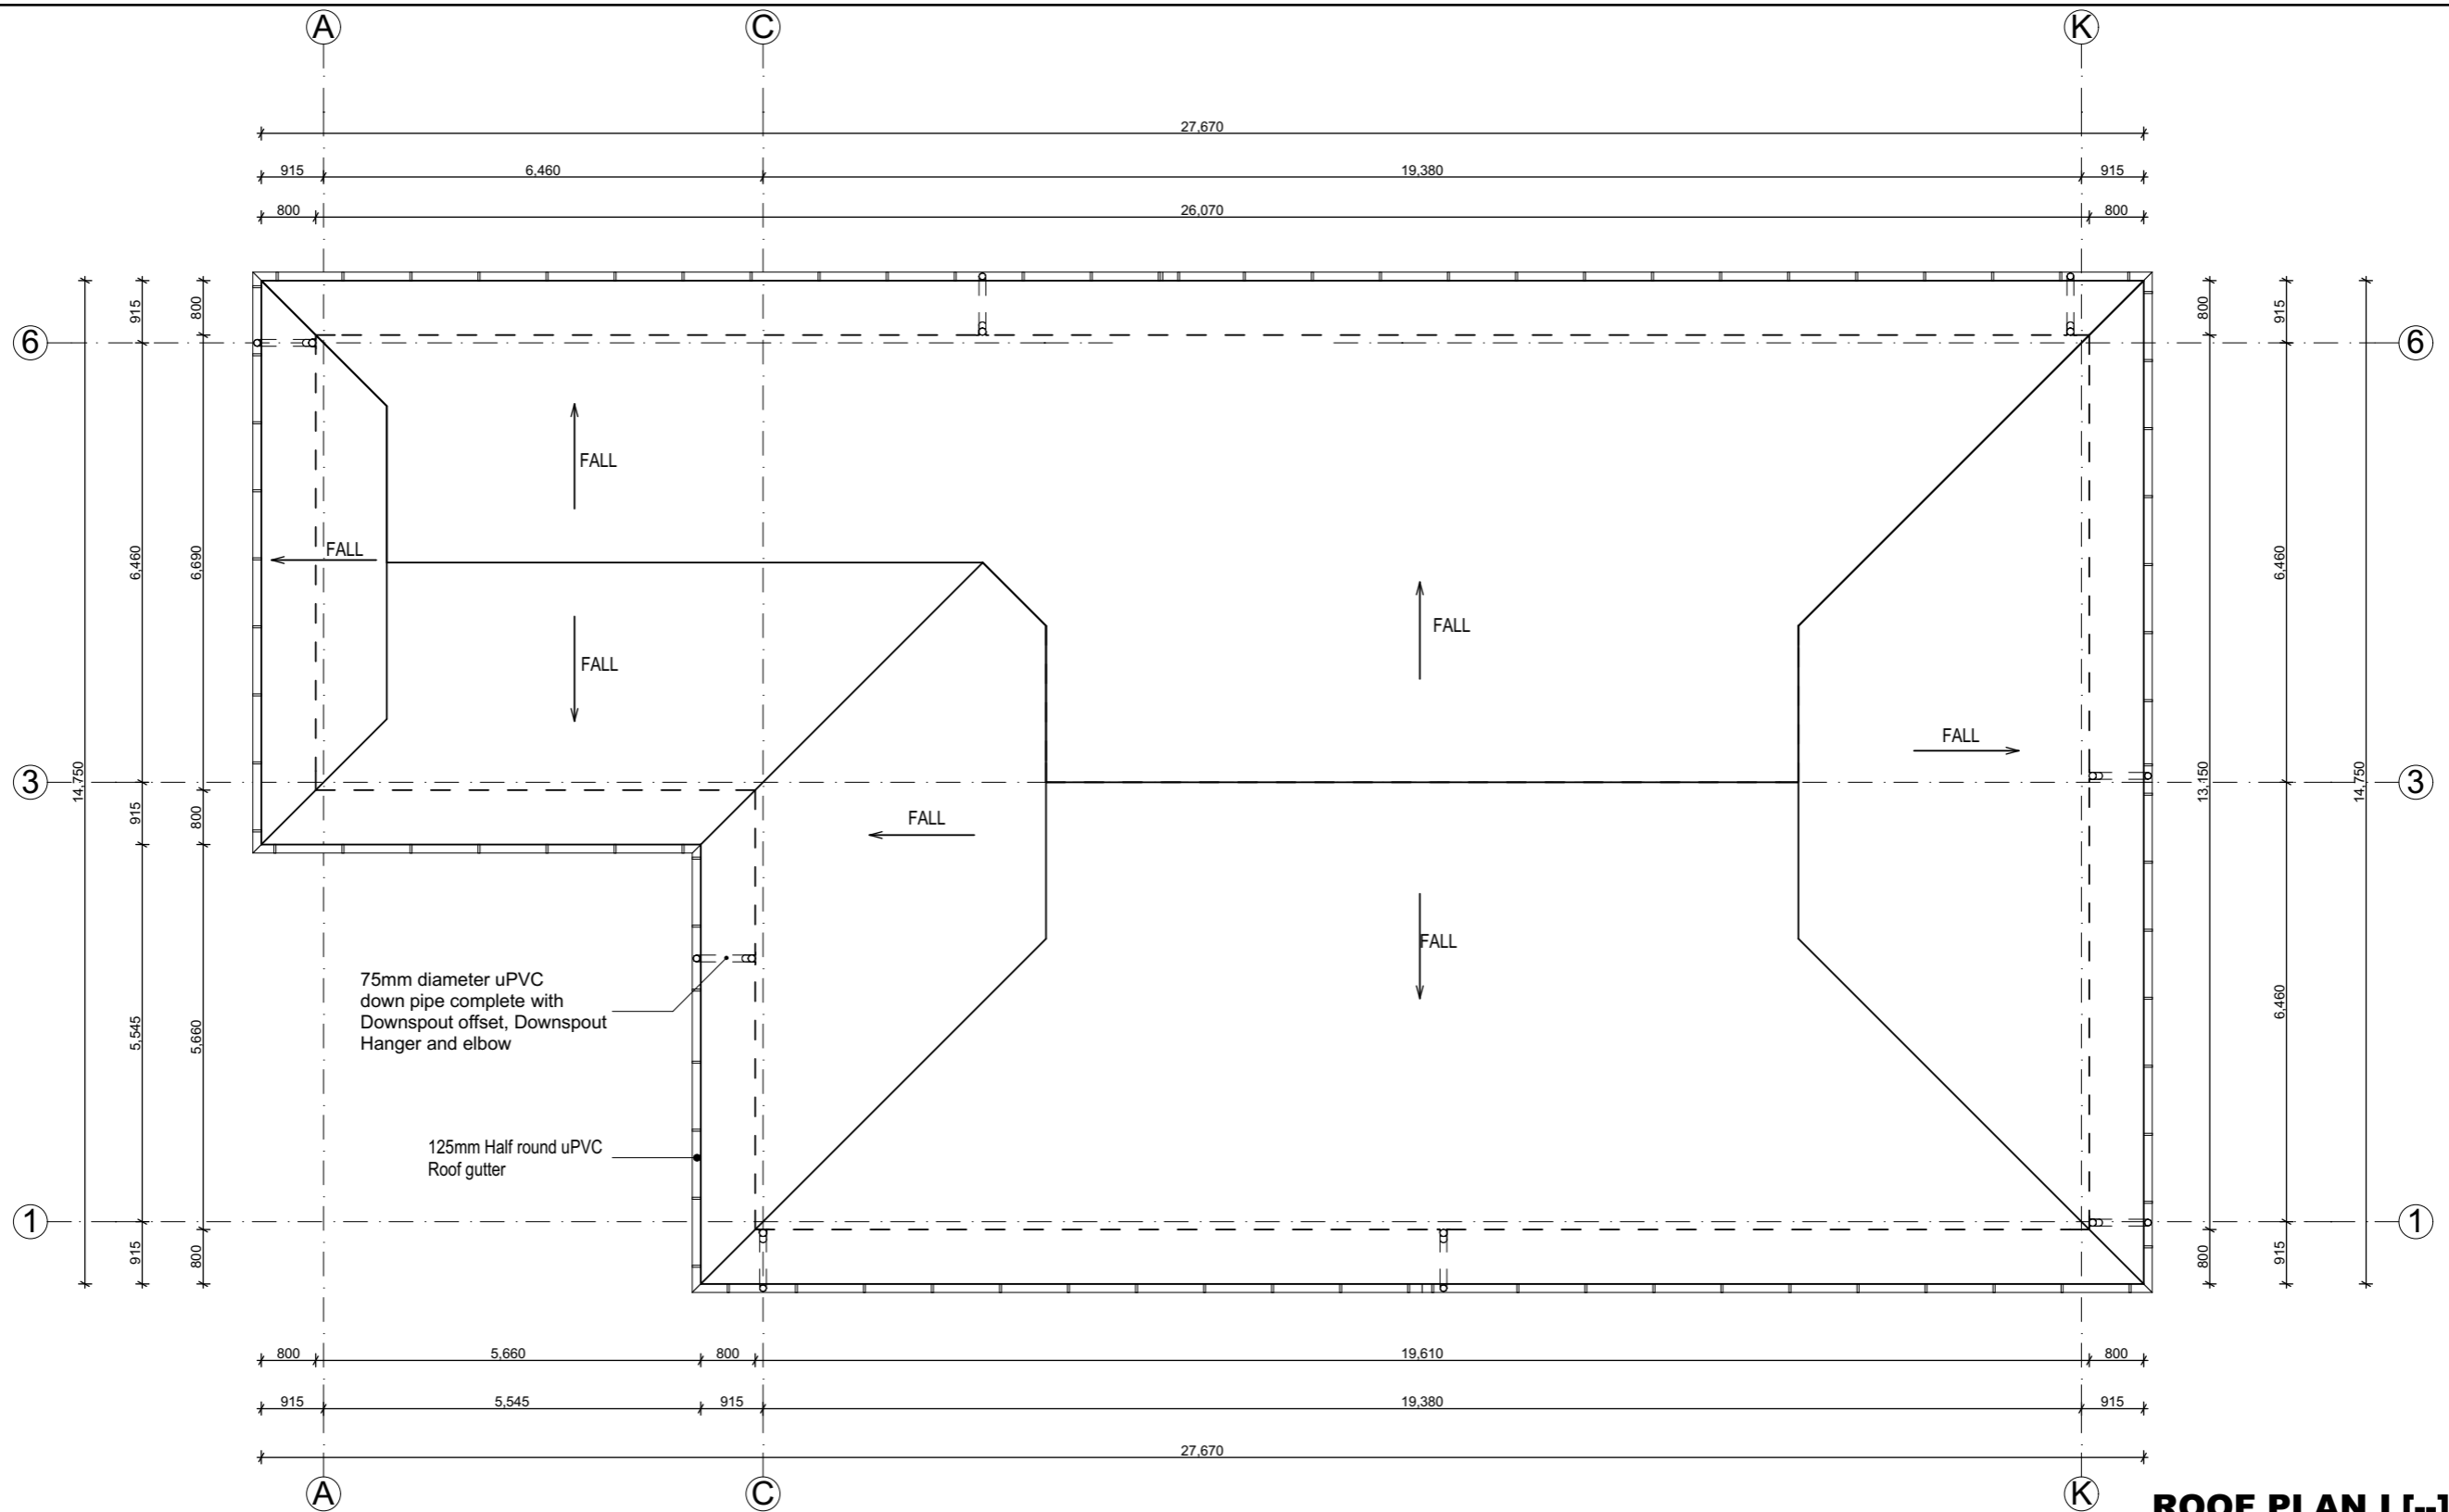 A C K
27,670
915 6,460 19,380 915
800 26,070 800
915 800 800 915
6 6
FALL
FALL
6,460 6,690 FALL 6,460
FALL
FALL
FALL
3 14,750 13,150 14,750 3
915 800 FALL
FALL
75mm diameter uPVC
down pipe complete with
Downspout offset, Downspout
Hanger and elbow
5,545 5,660 6,460
125mm Half round uPVC
Roof gutter
1 1
915 800 800 915
800 5,660 800 19,610 800
915 5,545 915 19,380 915
27,670
A C K